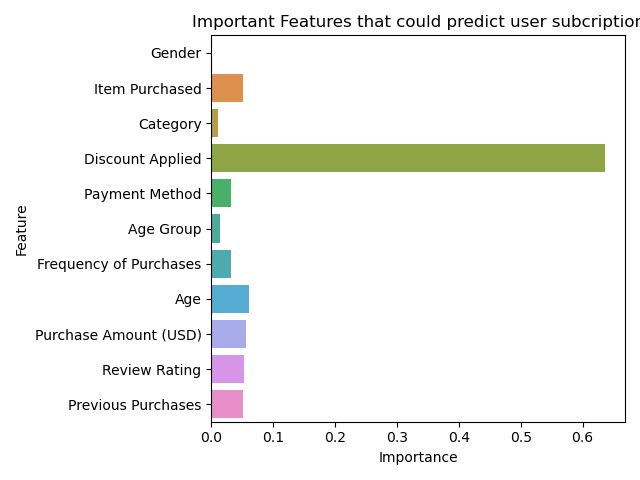 Important Features that could predict user subcription
Gender
Item Purchased
Category
Discount Applied
Payment Method
Age Group
Frequency of Purchases
Age
Purchase Amount (USD)
Review Rating
Previous Purchases
Feature
0.0 0.1 0.2 0.3 0.4 0.5 0.6
Importance